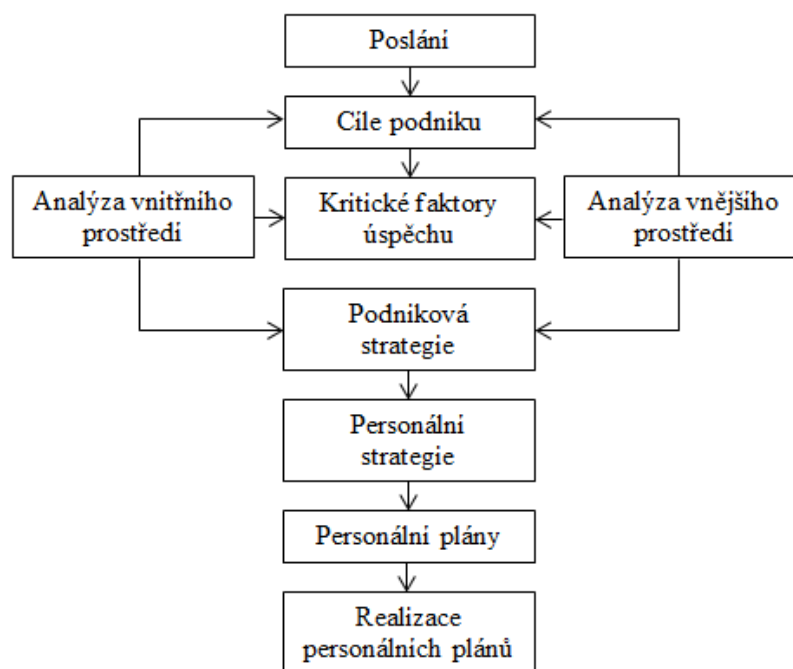 Poslání
Cíle podniku
Analýza vnitřního
prostředí
Kritické faktory
úspěchu
Analýza vnějšího
prostředí
Podniková
strategie
Personální
strategie
Personální plány
Realizace
personálních plánů